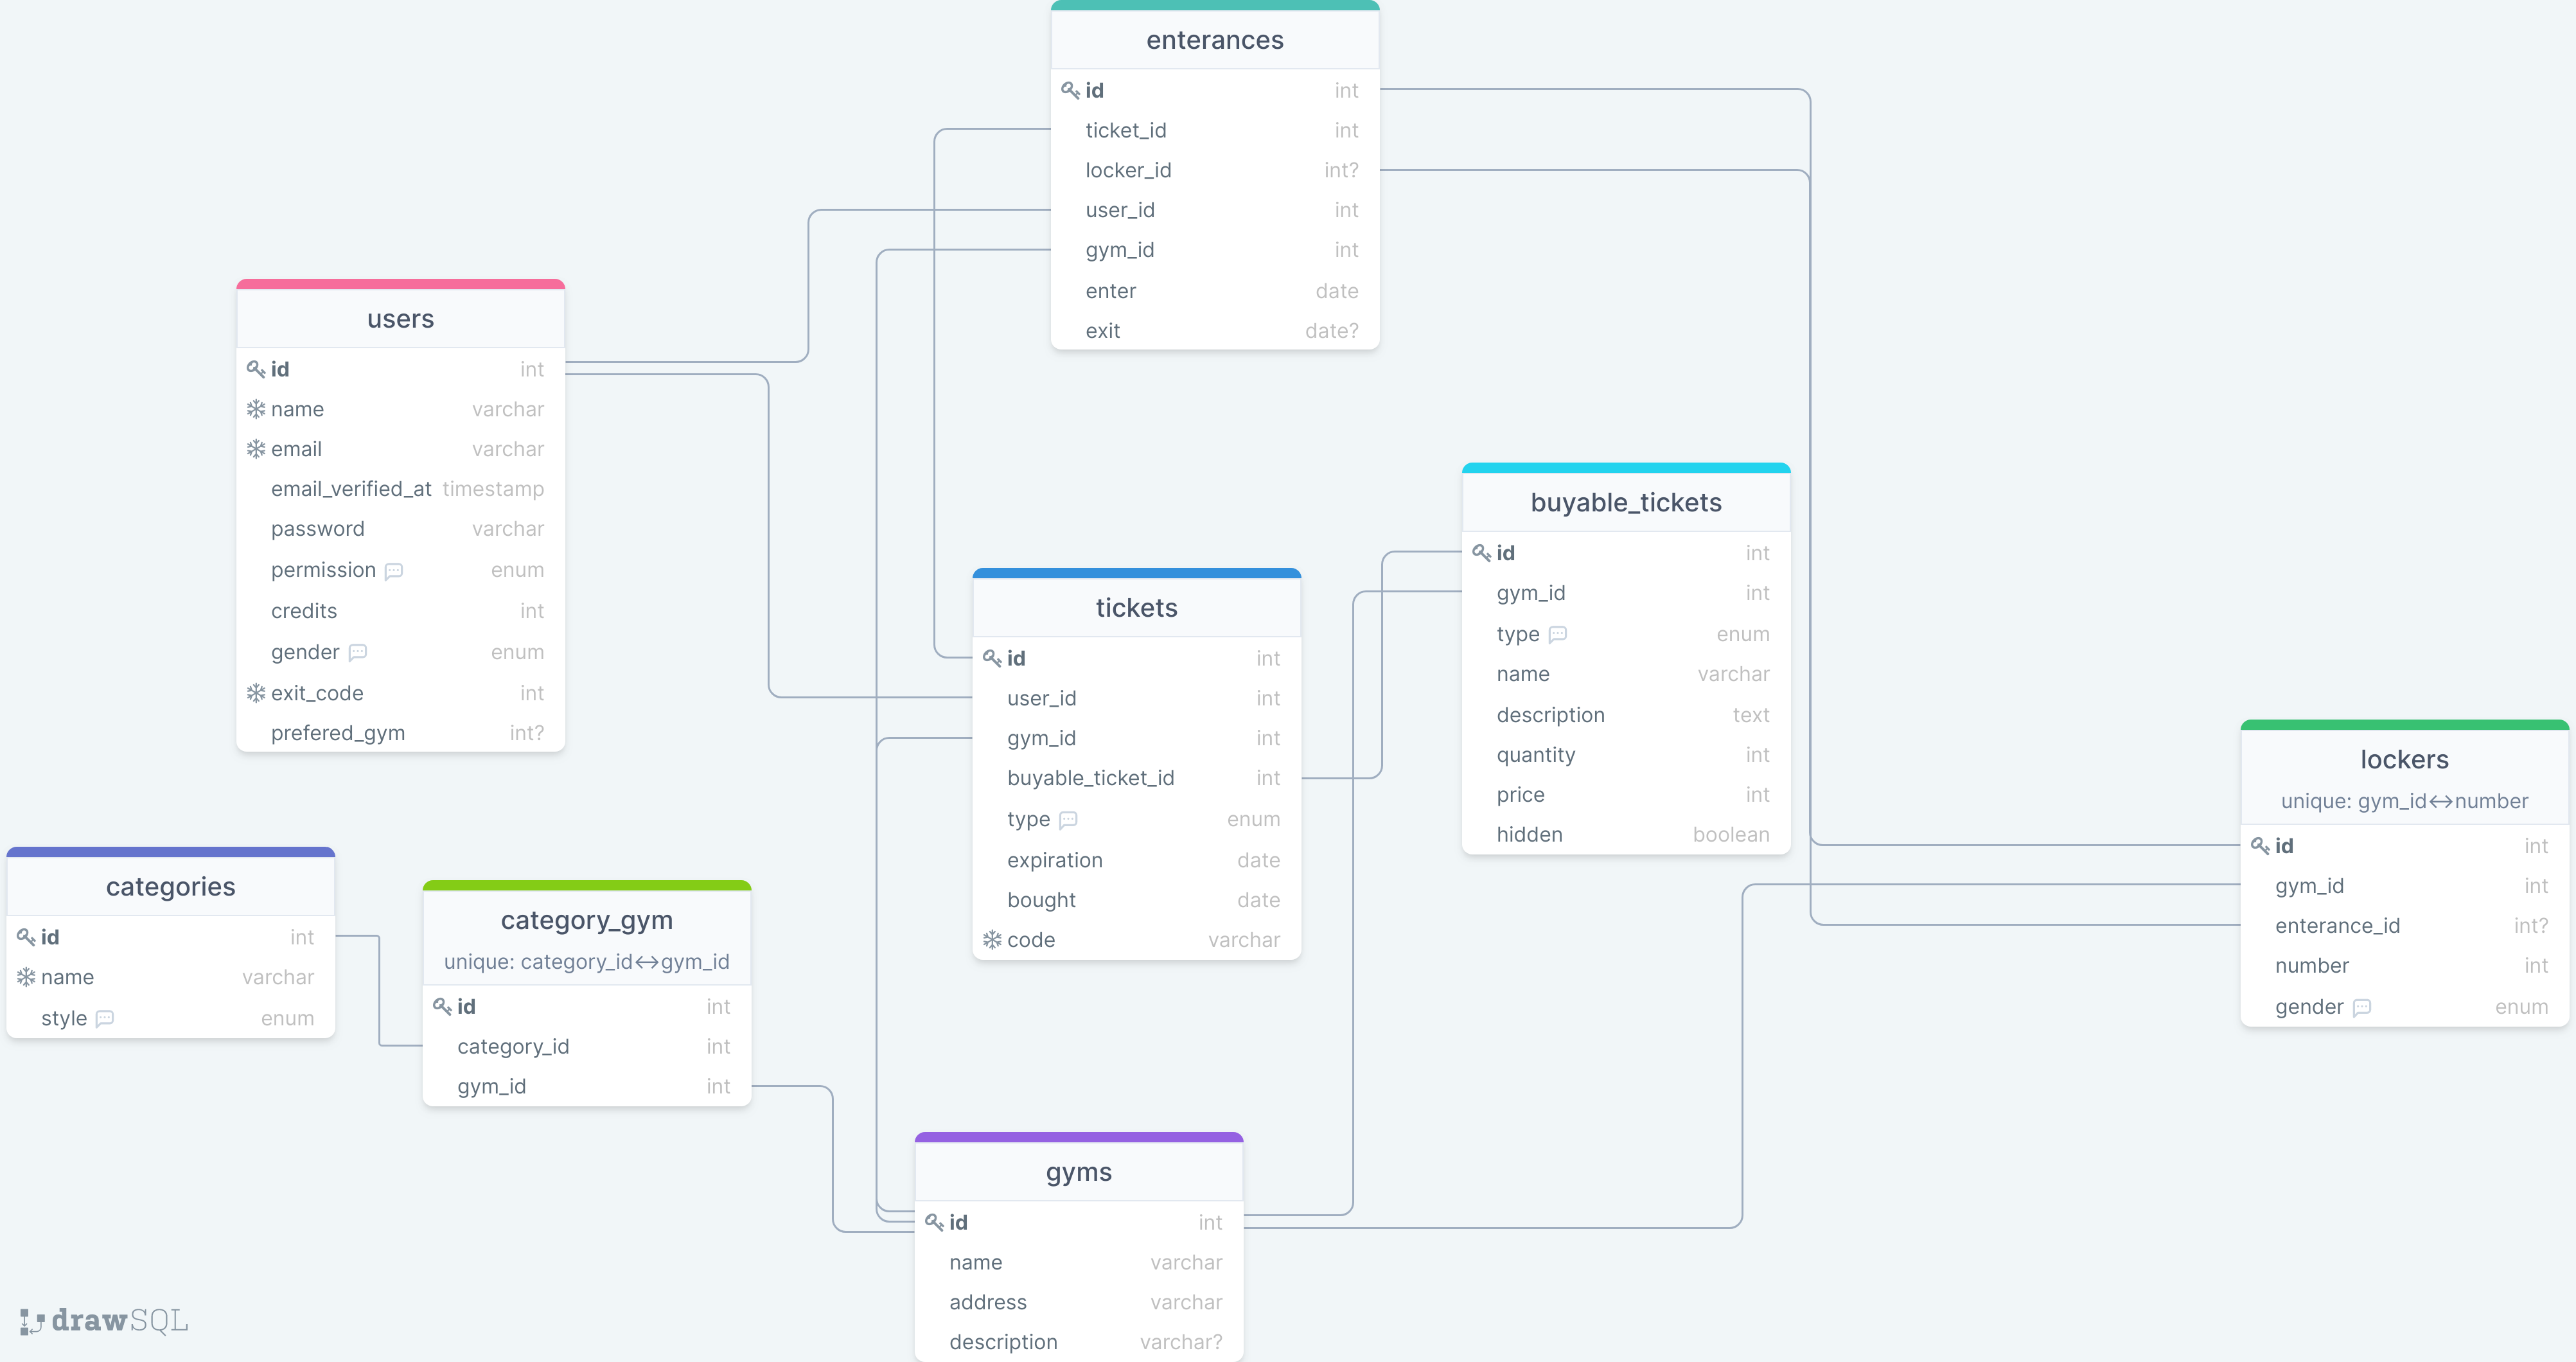 enterances
id int
ticket_id int
locker_id int?
user_id int
gym_id int
enter date
exit date?
users
id int
name varchar
email varchar
email_verified_at timestamp
password varchar
permission enum
credits int
gender enum
exit_code int
prefered_gym int?
buyable_tickets
id int
gym_id int
type enum
name varchar
description text
quantity int
price int
hidden boolean
tickets
id int
user_id int
gym_id int
buyable_ticket_id int
type enum
expiration date
bought date
code varchar
lockers
unique: gym_id↔number
id int
gym_id int
enterance_id int?
number int
gender enum
categories
id int
name varchar
style enum
category_gym
unique: category_id↔gym_id
id int
category_id int
gym_id int
gyms
id int
name varchar
address varchar
description varchar?
drawSQL